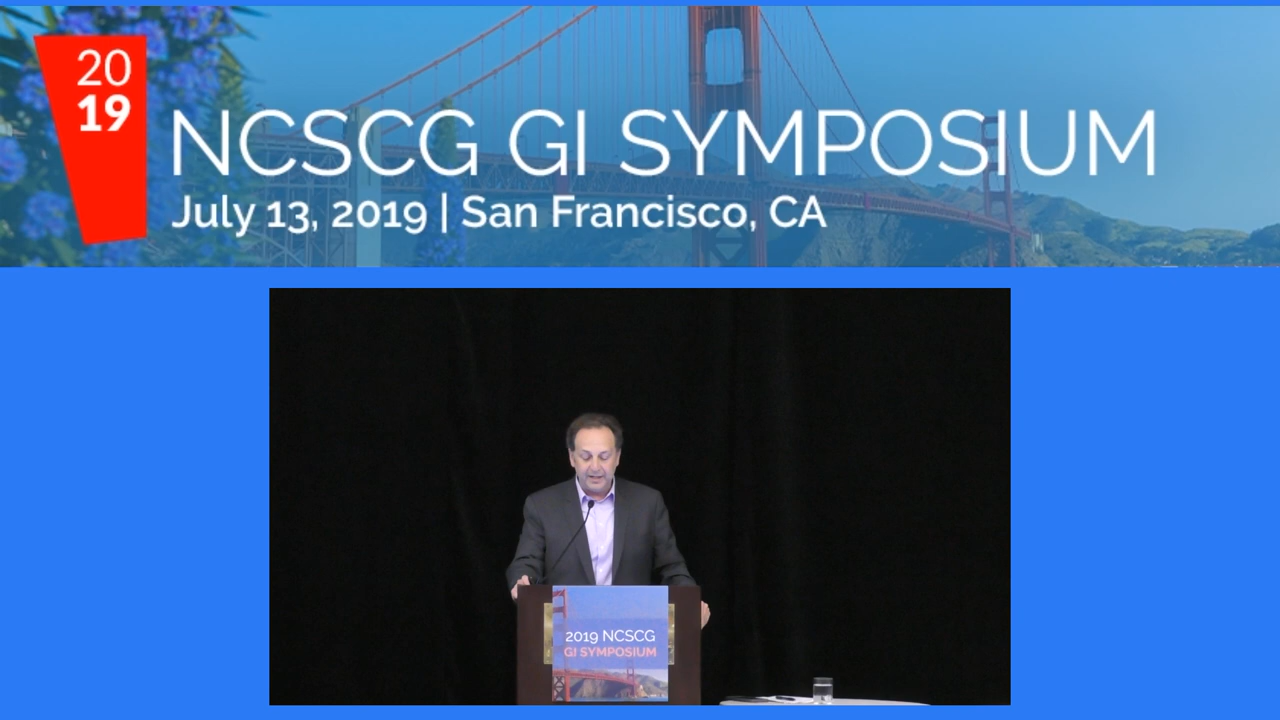 20
19
NCSCG GI SYMPOSIUM
July 13, 2019 | San Francisco, CA
2019 NCSCG
GI SYMPOSIUM